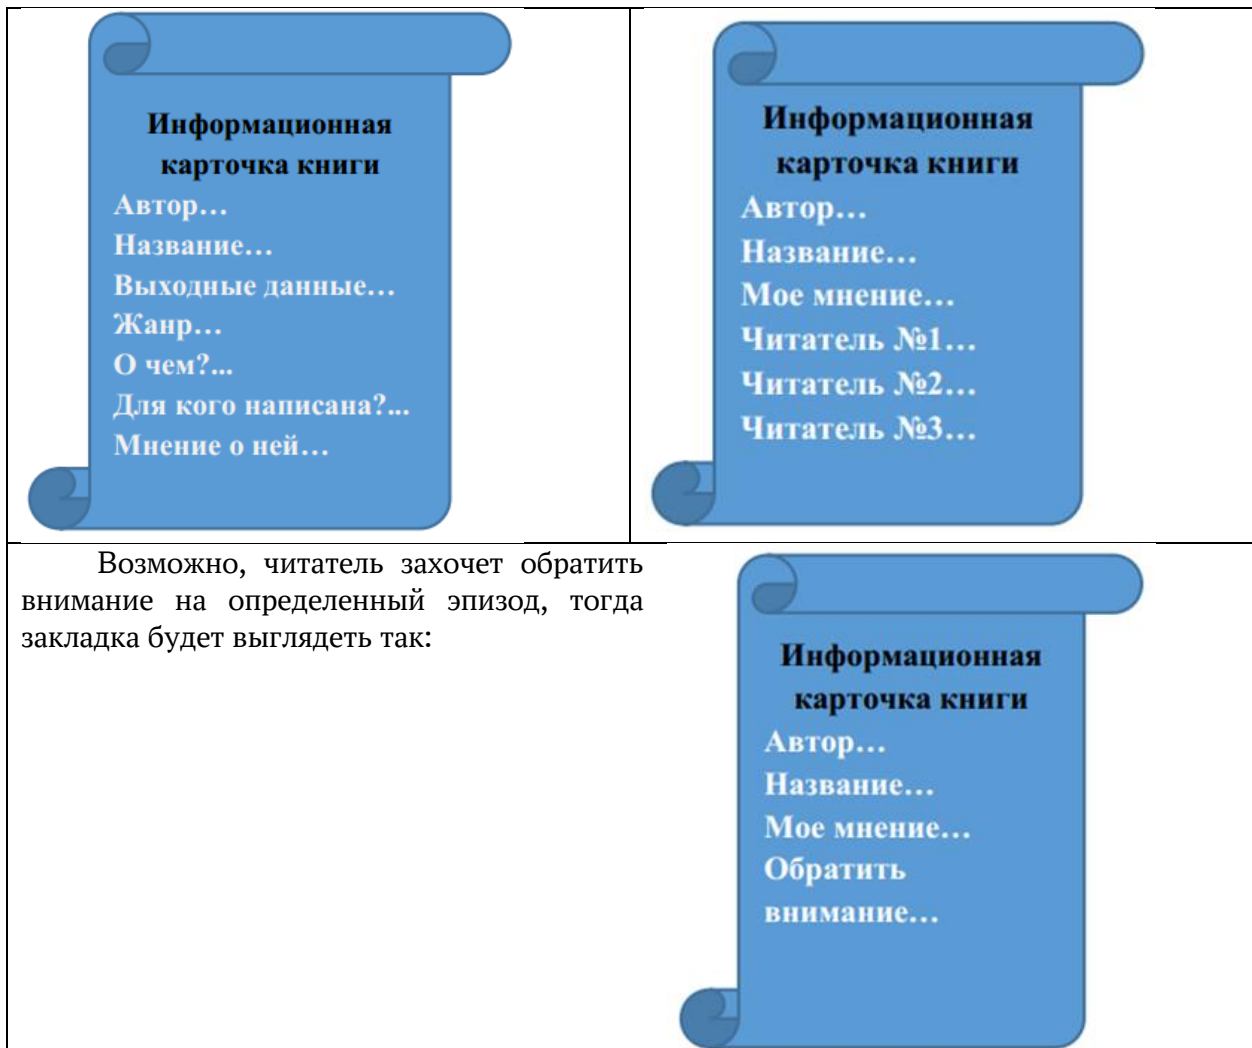 Информационная
карточка книги
Автор…
Название…
Выходные данные…
Жанр…
О чем?...
Для кого написана?...
Мнение о ней…
Информационная
карточка книги
Автор…
Название…
Мое мнение…
Читатель №1…
Читатель №2…
Читатель №3…
Возможно, читатель захочет обратить
внимание на определенный эпизод, тогда
закладка будет выглядеть так:
Информационная
карточка книги
Автор…
Название…
Мое мнение…
Обратить
внимание…